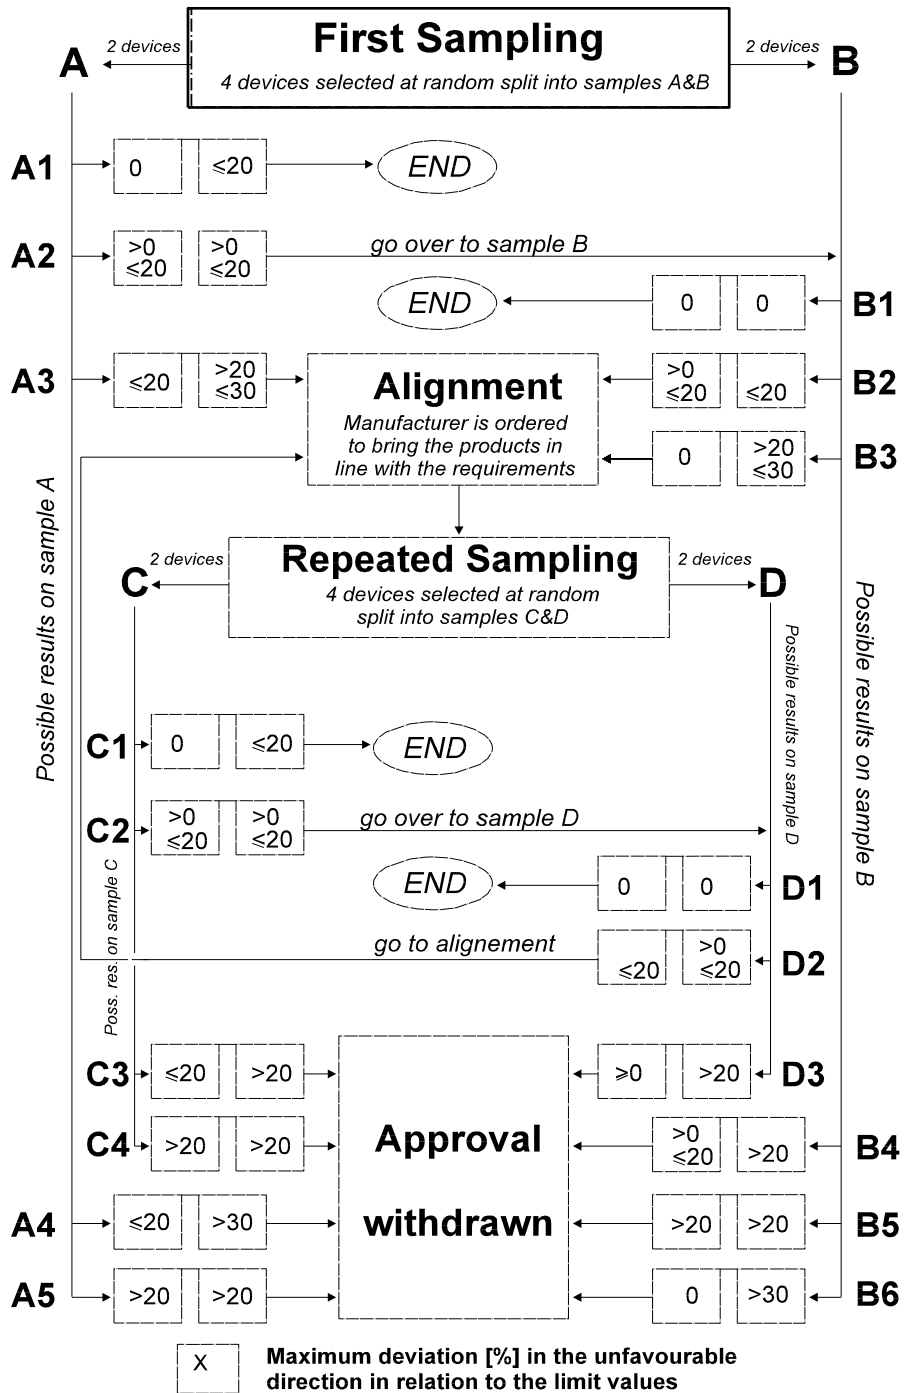 First Sampling
4 devices selected at random split into samples A&B
A
2 devices
2 devices
B
A1
0
≤20
END
A2
>0
≤20
>0
≤20
go over to sample B
END
0
0
B1
A3
≤20
>20
≤30
Alignment
Manufacturer is ordered
to bring the products in
line with the requirements
>0
≤20
≤20
B2
0
>20
≤30
B3
Possible results on sample A
Repeated Sampling
4 devices selected at random
split into samples C&D
C
2 devices
2 devices
D
Possible results on sample D
Possible results on sample B
C1
0
≤20
END
C2
>0
≤20
>0
≤20
go over to sample D
END
0
0
D1
Poss. res. on sample C
go to alignement
≤20
>0
≤20
D2
C3
≤20
>20
Approval
withdrawn
≥0
>20
D3
C4
>20
>20
>0
≤20
>20
B4
A4
≤20
>30
>20
>20
B5
A5
>20
>20
0
>30
B6
X
Maximum deviation [%] in the unfavourable
direction in relation to the limit values